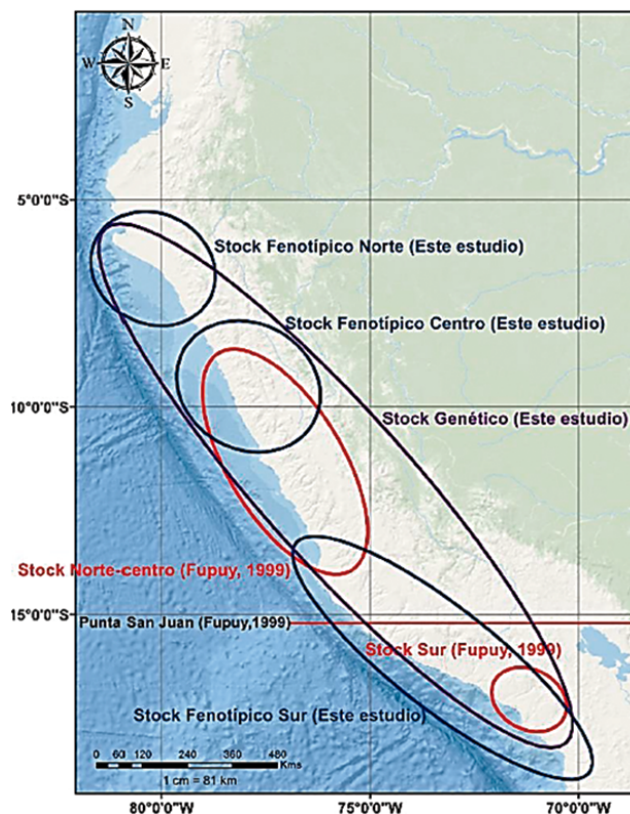 N
W E
S
5°0'0"S
Stock Fenotípico Norte (Este estudio)
Stock Fenotípico Centro (Este estudio)
10°0'0"S
Stock Genético (Este estudio)
Stock Norte-centro (Fupuy, 1999)
15°0'0"S
Punta San Juan (Fupuy,1999)
Stock Sur (Fupuy, 1999)
Stock Fenotípico Sur (Este estudio)
0 60 120 240 360 480
Kms
1 cm = 81 km
80°0'0"W 75°0'0"W 70°0'0"W